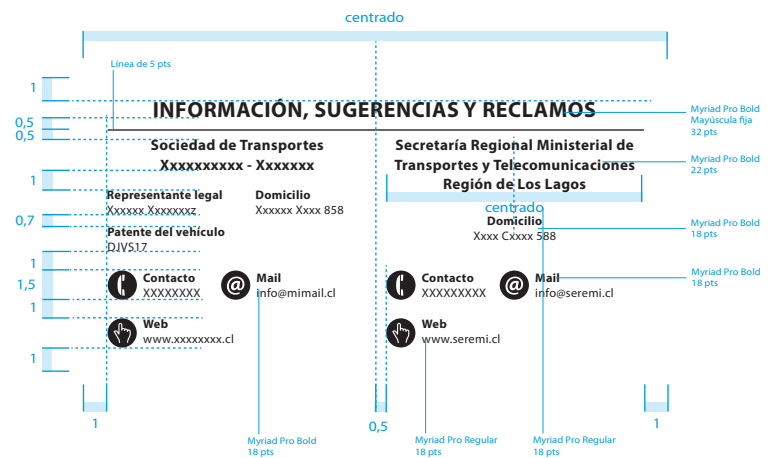 centrado
Línea de 5 pts
1
INFORMACIÓN, SUGERENCIAS Y RECLAMOS
Myriad Pro Bold
Mayúscula fija
32 pts
0,5
0,5
Sociedad de Transportes
Xxxxxxxxxx - Xxxxxxx
Secretaría Regional Ministerial de
Transportes y Telecomunicaciones
Región de Los Lagos
Myriad Pro Bold
22 pts
1
Representante legal
Xxxxxx Xxxxxxxz
Domicilio
Xxxxxx Xxxx 858
centrado
Domicilio
Xxxx Cxxxx 588
Myriad Pro Bold
18 pts
0,7
Patente del vehículo
DJVS17
1
1,5
1
Contacto
XXXXXXXX
@
Mail
info@mimail.cl
Contacto
XXXXXXXXX
@
Mail
info@seremi.cl
Myriad Pro Bold
18 pts
Web
www.xxxxxxxx.cl
Web
www.seremi.cl
1
1
0,5
1
Myriad Pro Bold
18 pts
Myriad Pro Regular
18 pts
Myriad Pro Regular
18 pts